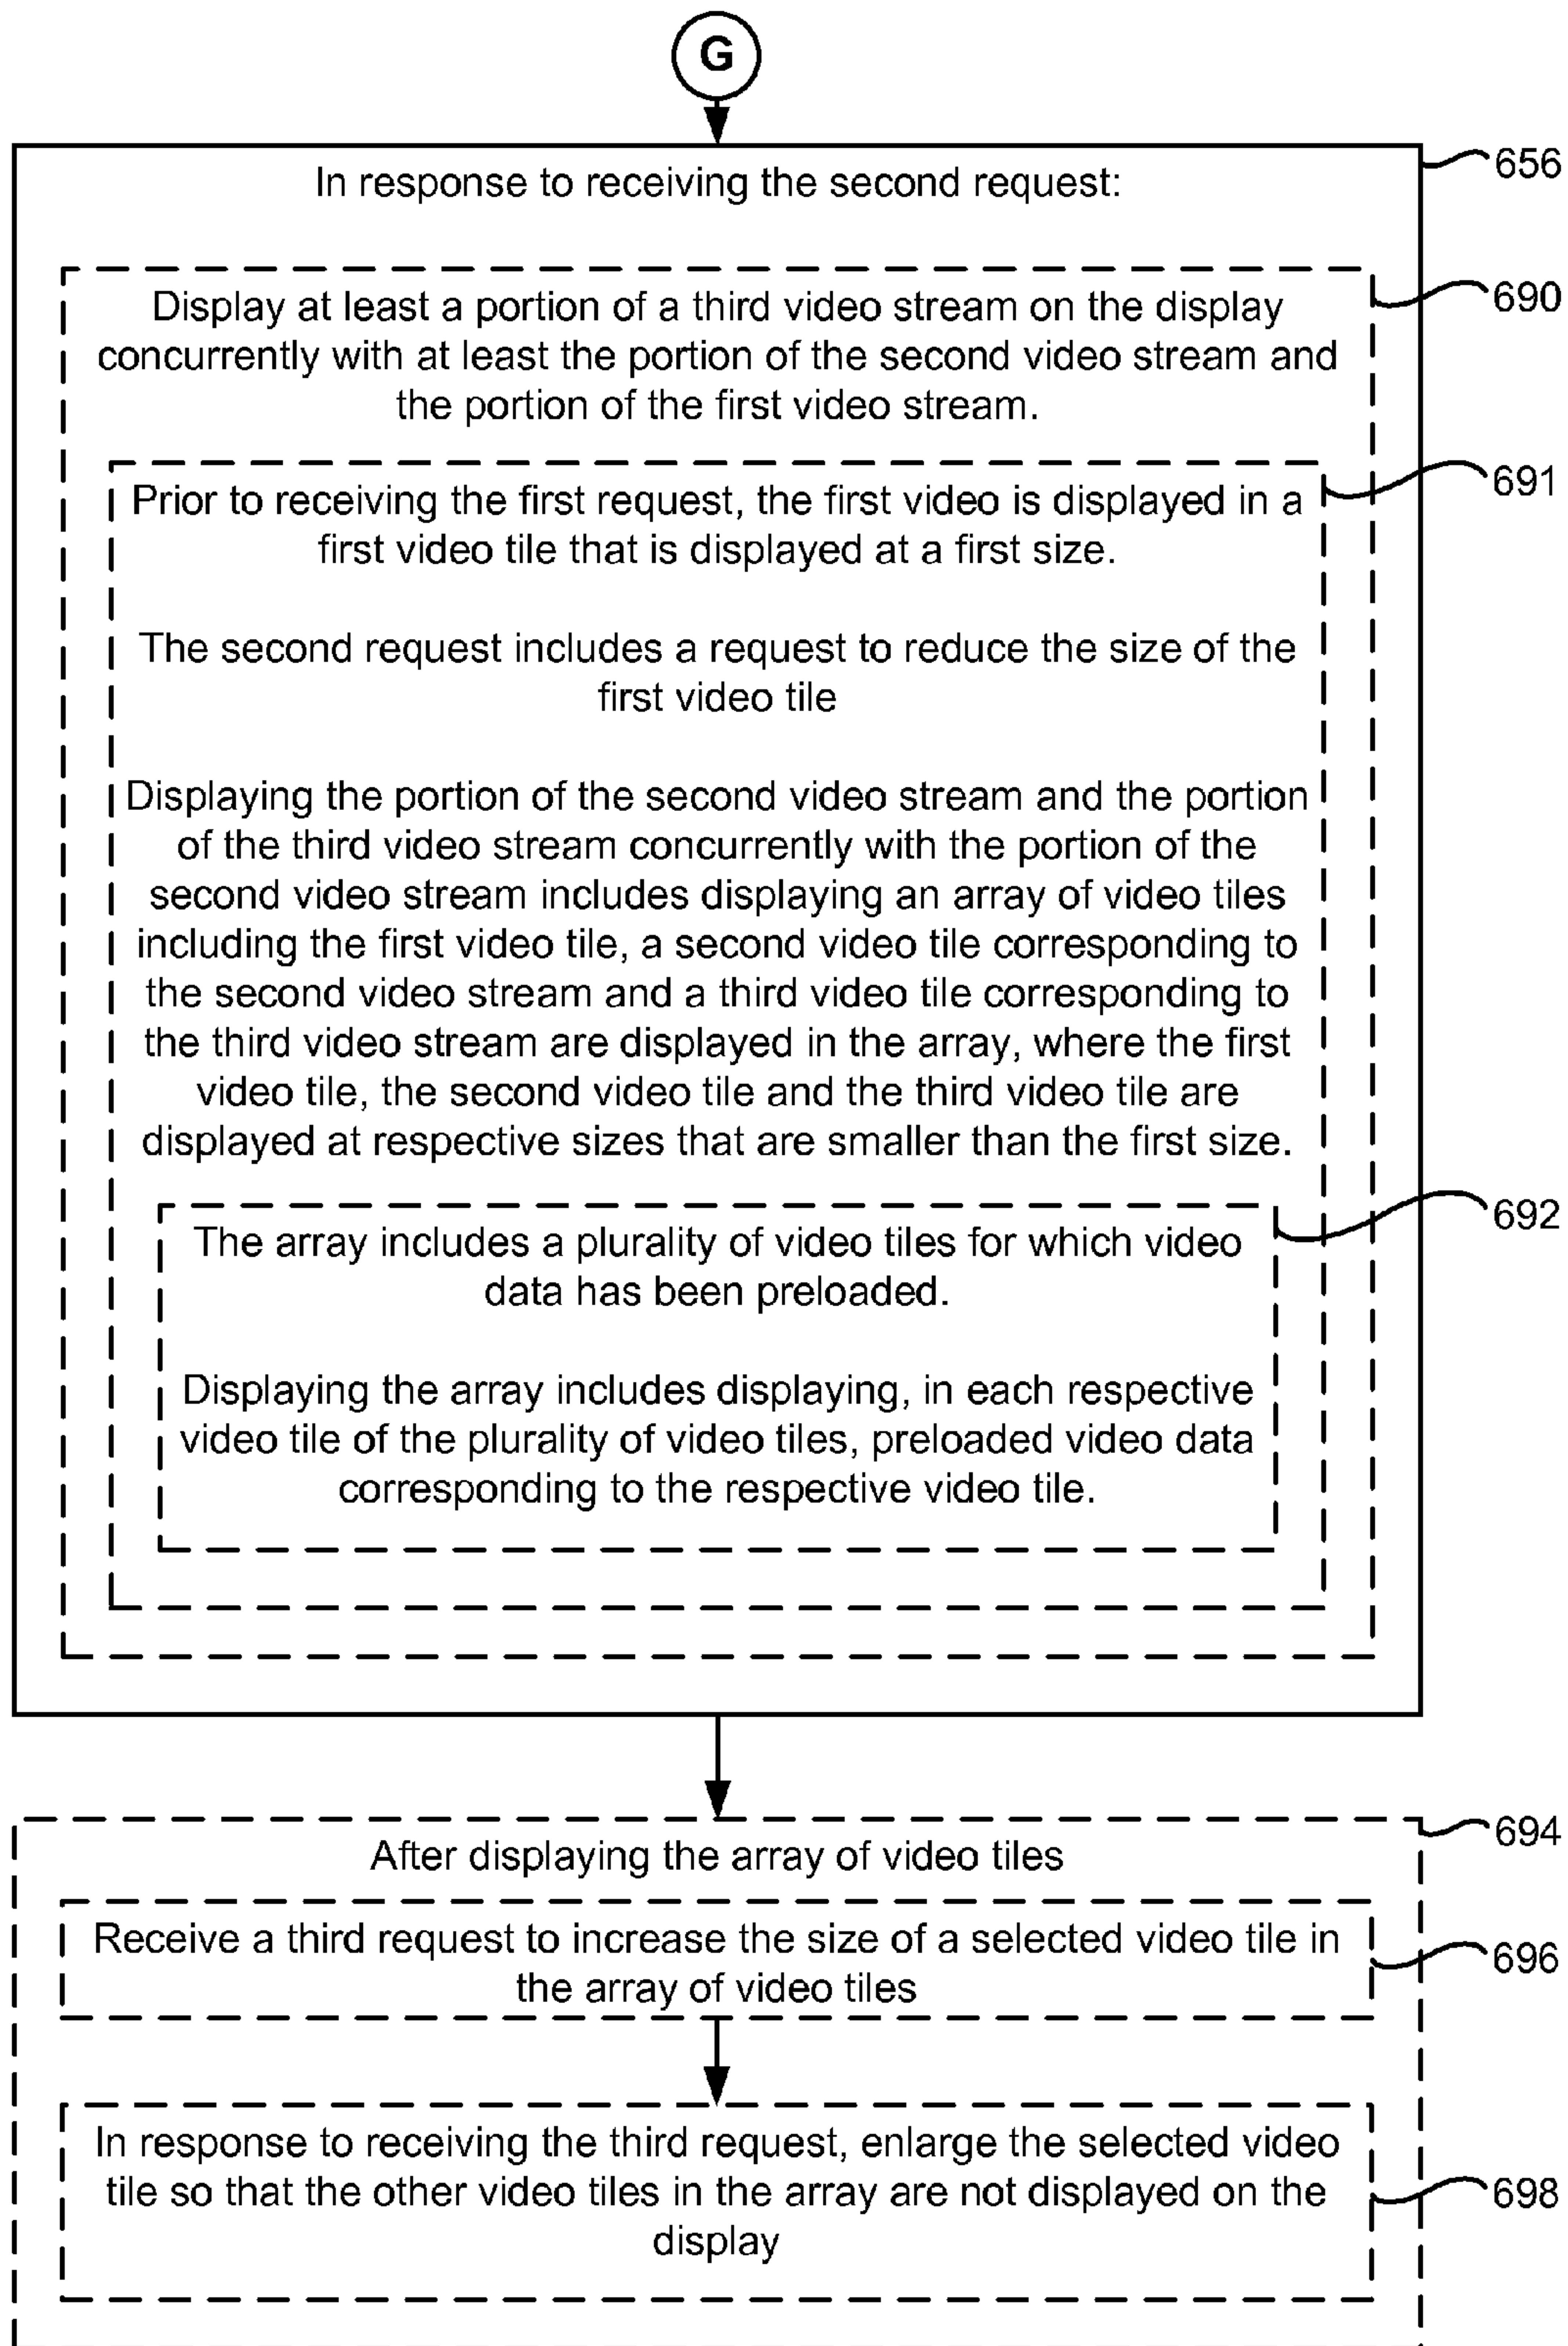 G
656
In response to receiving the second request:
690
Display at least a portion of a third video stream on the display
concurrently with at least the portion of the second video stream and
the portion of the first video stream.
691
Prior to receiving the first request, the first video is displayed in a
first video tile that is displayed at a first size.
The second request includes a request to reduce the size of the
first video tile
Displaying the portion of the second video stream and the portion
of the third video stream concurrently with the portion of the
second video stream includes displaying an array of video tiles
including the first video tile, a second video tile corresponding to
the second video stream and a third video tile corresponding to
the third video stream are displayed in the array, where the first
video tile, the second video tile and the third video tile are
displayed at respective sizes that are smaller than the first size.
692
The array includes a plurality of video tiles for which video
data has been preloaded.
Displaying the array includes displaying, in each respective
video tile of the plurality of video tiles, preloaded video data
corresponding to the respective video tile.
694
After displaying the array of video tiles
Receive a third request to increase the size of a selected video tile in
the array of video tiles
696
In response to receiving the third request, enlarge the selected video
tile so that the other video tiles in the array are not displayed on the
display
698